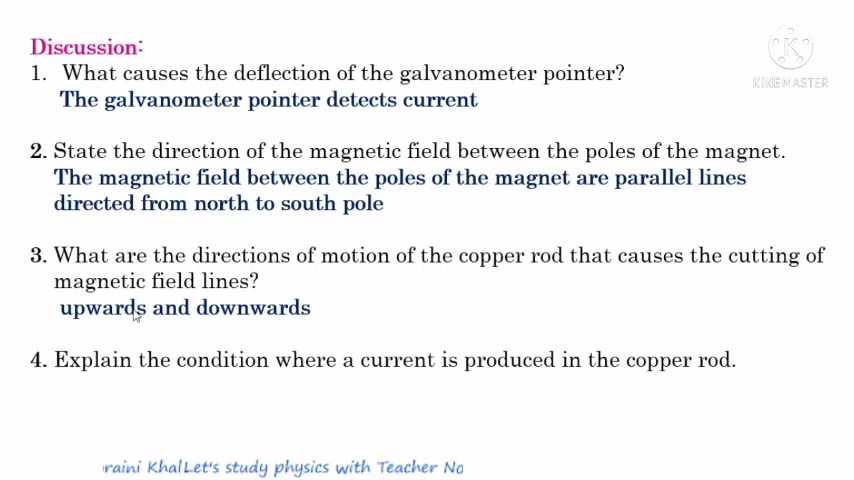 Discussion:
1. What causes the deflection of the galvanometer pointer?
The galvanometer pointer detects current
2. State the direction of the magnetic field between the poles of the magnet.
The magnetic field between the poles of the magnet are parallel lines
directed from north to south pole
3. What are the directions of motion of the copper rod that causes the cutting of
magnetic field lines?
upwards and downwards
4. Explain the condition where a current is produced in the copper rod.
K
KINEMASTER
raini Khal Let's study physics with Teacher No